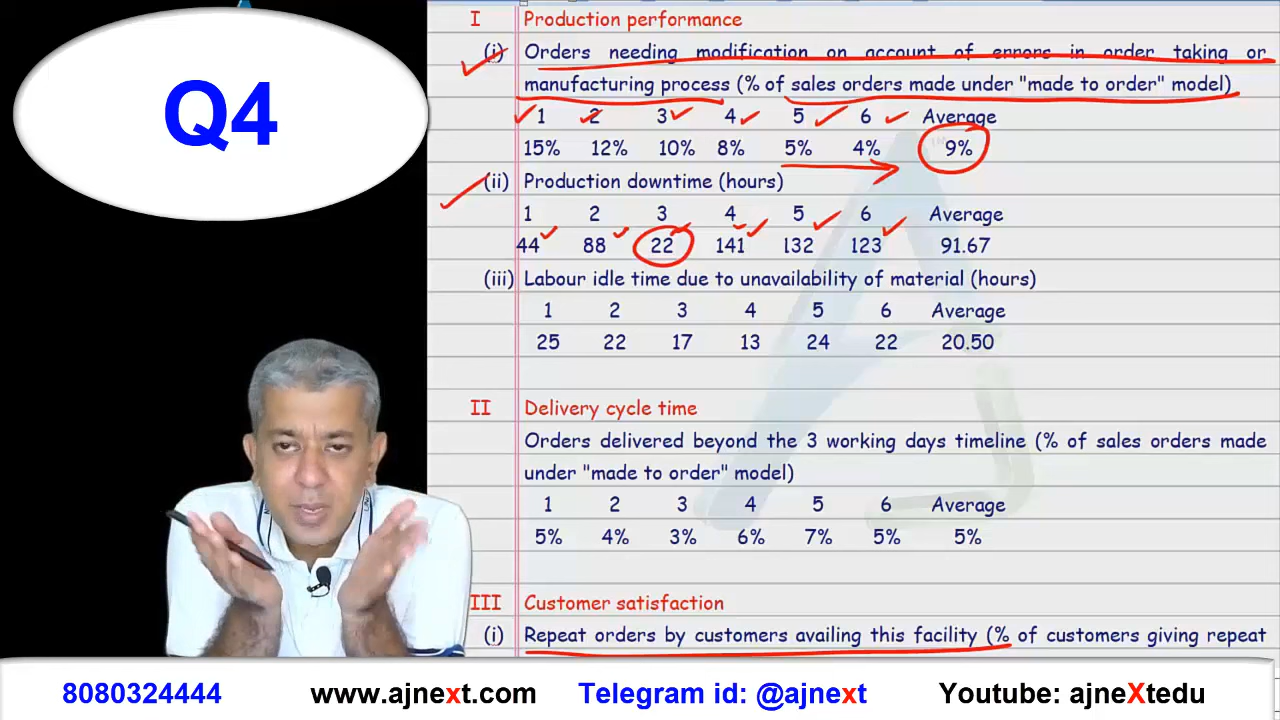 Q4
I Production performance
(i) Orders needing modification on account of errors in order taking or
manufacturing process (% of sales orders made under "made to order" model)
1 2 3 4 5 6 Average
15% 12% 10% 8% 5% 4% 9%
(ii) Production downtime (hours)
1 2 3 4 5 6 Average
44 88 22 141 132 123 91.67
(iii) Labour idle time due to unavailability of material (hours)
1 2 3 4 5 6 Average
25 22 17 13 24 22 20.50
II Delivery cycle time
Orders delivered beyond the 3 working days timeline (% of sales orders made
under "made to order" model)
1 2 3 4 5 6 Average
5% 4% 3% 6% 7% 5% 5%
III Customer satisfaction
(i) Repeat orders by customers availing this facility (% of customers giving repeat
8080324444 www.ajnext.com Telegram id: @ajnext Youtube: ajneXtedu